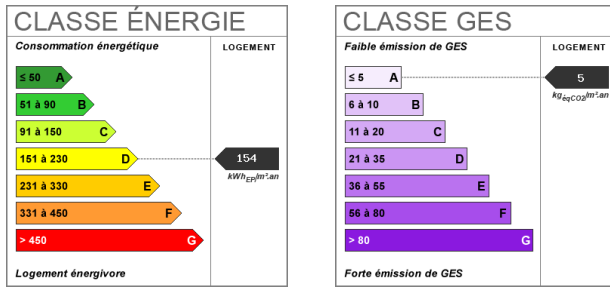 CLASSE ÉNERGIE
Consommation énergétique
LOGEMENT
≤ 50 A
51 à 90 B
91 à 150 C
151 à 230 D
154
kWhEP/m².an
231 à 330 E
331 à 450 F
> 450 G
Logement énergivore
CLASSE GES
Faible émission de GES
LOGEMENT
≤ 5 A
5
kgéqCO2/m².an
6 à 10 B
11 à 20 C
21 à 35 D
36 à 55 E
56 à 80 F
> 80 G
Forte émission de GES